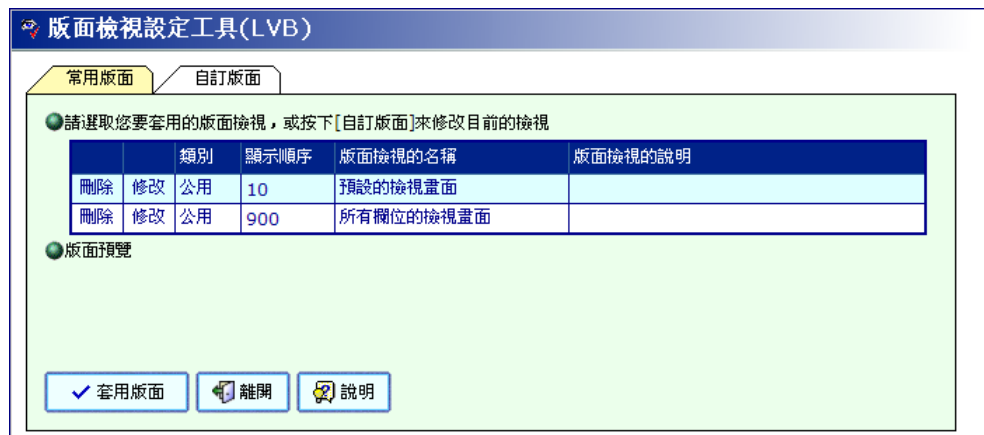 版面檢視設定工具(LVB)
常用版面 自訂版面
請選取您要套用的版面檢視，或按下[自訂版面]來修改目前的檢視
類別 顯示順序 版面檢視的名稱 版面檢視的說明
刪除 修改 公用 10 預設的檢視畫面
刪除 修改 公用 900 所有欄位的檢視畫面
版面預覽
套用版面 離開 說明